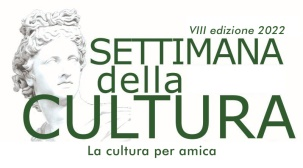 VIII edizione 2022
SETTIMANA
della
CULTURA
La cultura per amica